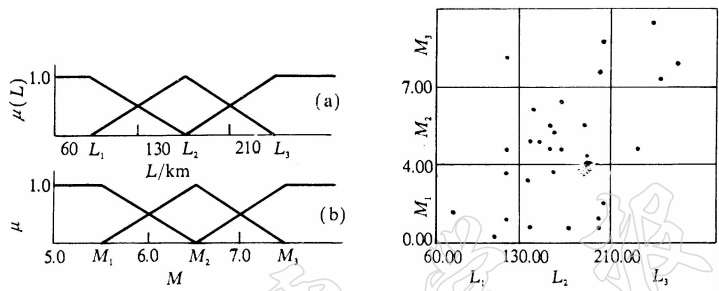 μ(L)
1.0
(a)
60 L₁ 130 L₂ 210 L₃
L/km
μ
1.0
(b)
5.0 M₁ 6.0 M₂ 7.0 M₃
M
M₃
7.00
M₂
4.00
M₁
0.00
60.00 130.00 210.00
L₁ L₂ L₃